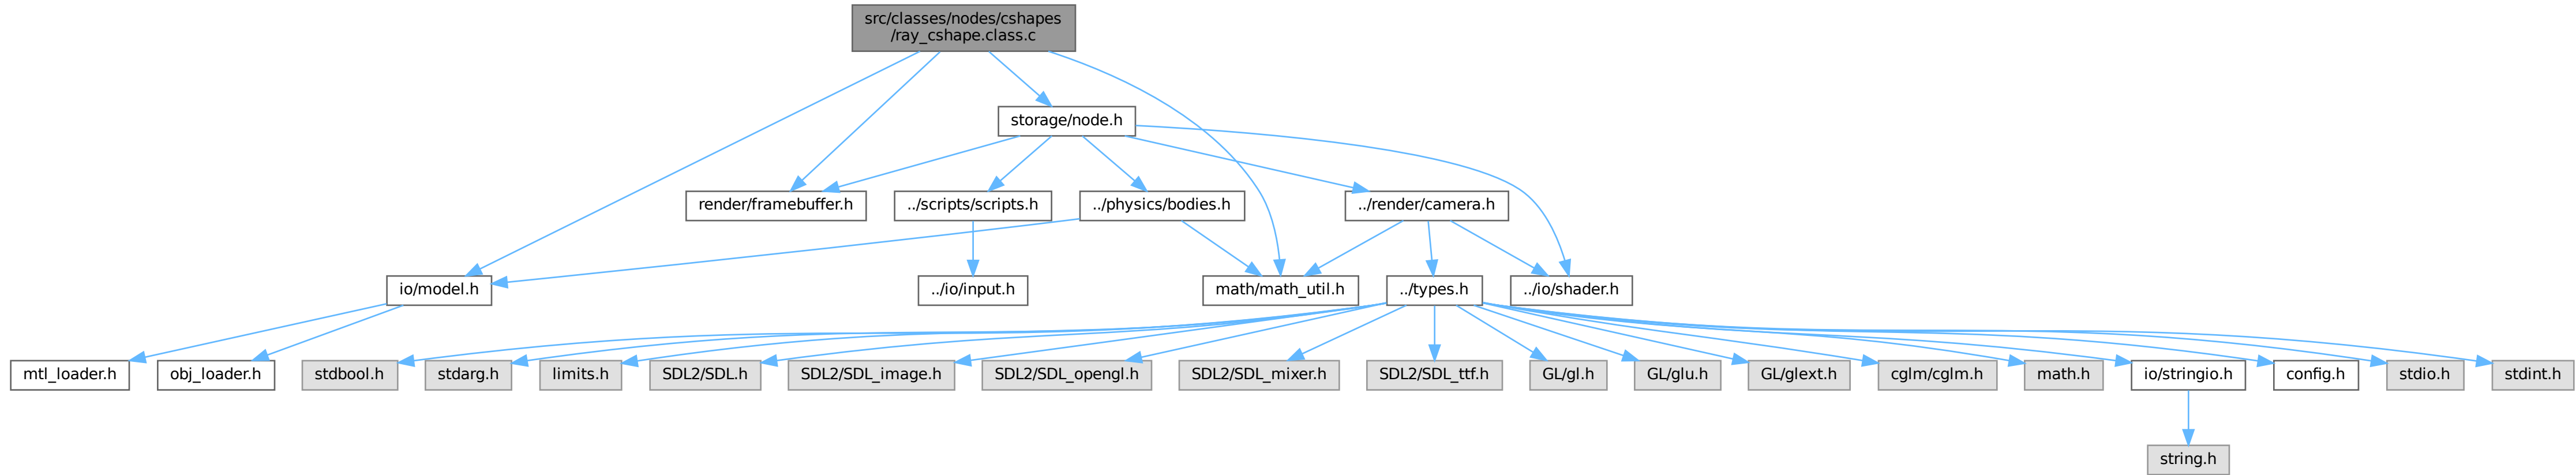 src/classes/nodes/cshapes
/ray_cshape.class.c
storage/node.h
render/framebuffer.h
../scripts/scripts.h
../physics/bodies.h
../render/camera.h
io/model.h
../io/input.h
math/math_util.h
../types.h
../io/shader.h
mtl_loader.h
obj_loader.h
stdbool.h
stdarg.h
limits.h
SDL2/SDL.h
SDL2/SDL_image.h
SDL2/SDL_opengl.h
SDL2/SDL_mixer.h
SDL2/SDL_ttf.h
GL/gl.h
GL/glu.h
GL/glext.h
cglm/cglm.h
math.h
io/stringio.h
config.h
stdio.h
stdint.h
string.h